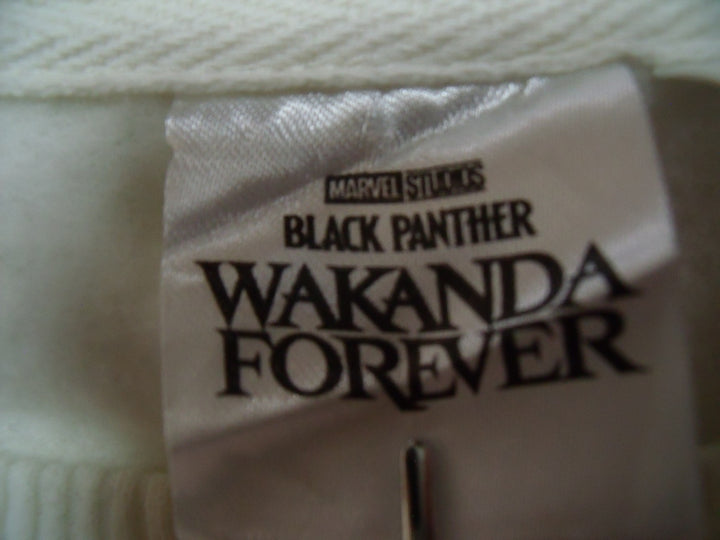 MARVEL STUDIOS
BLACK PANTHER
WAKANDA
FOREVER